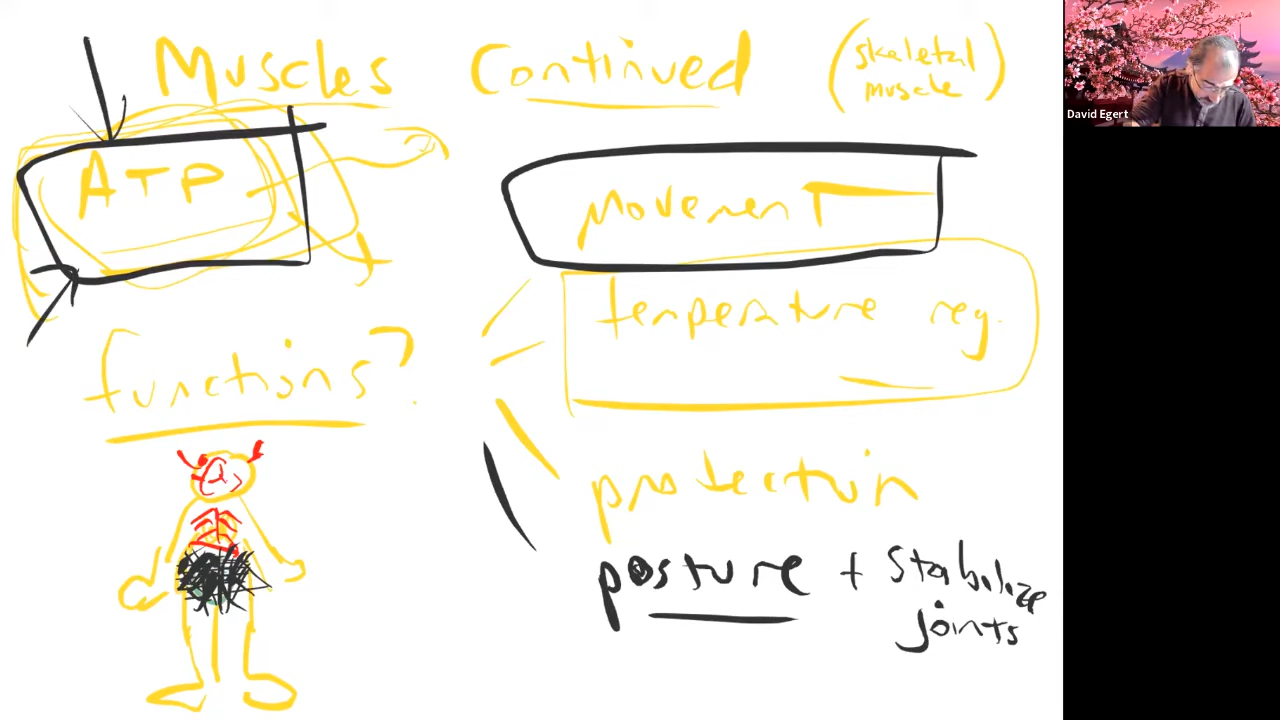 Muscles Continued (skeletal muscle)
ATP
movement
temperature reg.
functions?
protection
posture + stabilize joints
David Egert